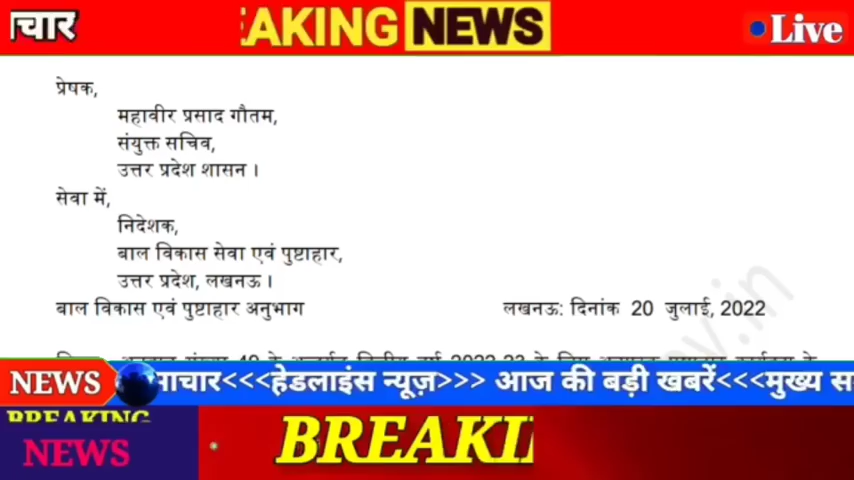 चार
AKING NEWS
Live
प्रेषक,
महावीर प्रसाद गौतम,
संयुक्त सचिव,
उत्तर प्रदेश शासन ।
सेवा में,
निदेशक,
बाल विकास सेवा एवं पुष्टाहार,
उत्तर प्रदेश, लखनऊ ।
बाल विकास एवं पुष्टाहार अनुभाग लखनऊ: दिनांक 20 जुलाई, 2022
NEWS माचार<<<हेडलाइंस न्यूज़>>> आज की बड़ी खबरें<<<मुख्य स
BREAKING
NEWS
BREAKI